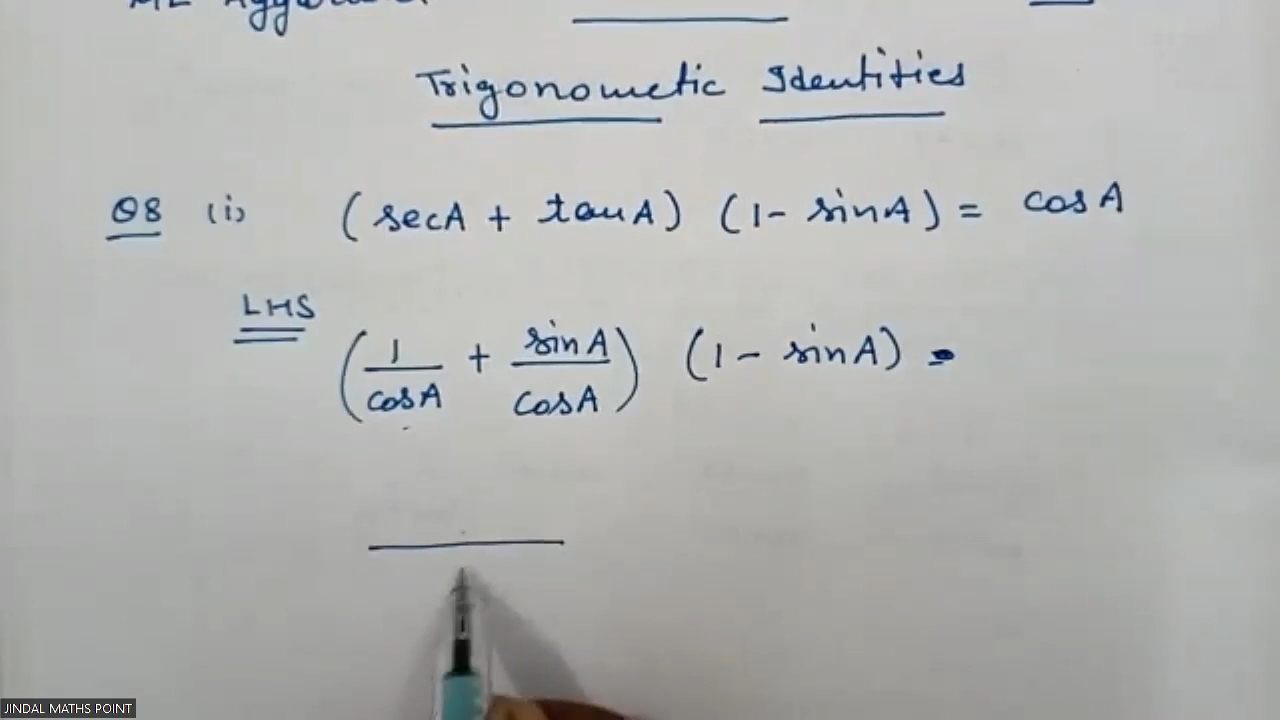 Trigonometic Identities
Q8 (i) (secA + tanA) (1 - sinA) = cosA
LHS
(1/cosA + sinA/cosA) (1 - sinA) -
JINDAL MATHS POINT